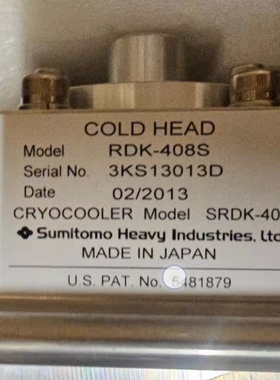 COLD HEAD
Model RDK-408S
Serial No. 3KS13013D
Date 02/2013
CRYOCOOLER Model SRDK-40
Sumitomo Heavy Industries, Ltd
MADE IN JAPAN
U.S. PAT. No. 5481879